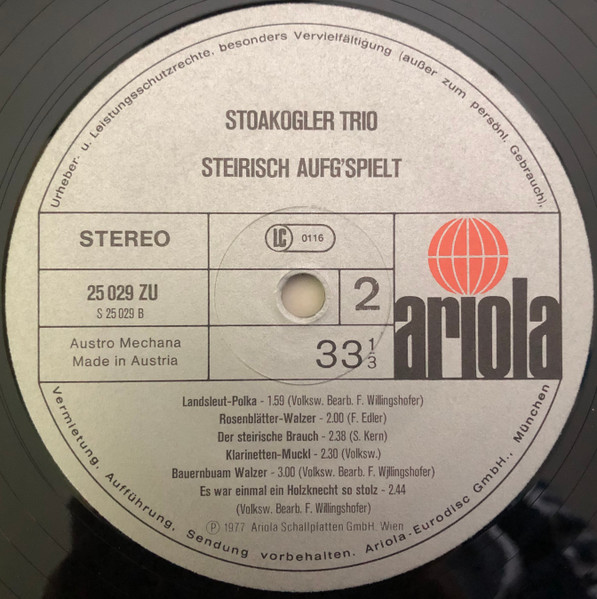 Urheber- u. Leistungsschutzrechte, besonders Vervielfältigung (außer zum persönl. Gebrauch),
STOAKOGLER TRIO
STEIRISCH AUFG'SPIELT
STEREO
LC 0116
25 029 ZU
S 25 029 B
2
ariola
Austro Mechana
Made in Austria
33 1/3
Landsleut-Polka - 1.59 (Volksw. Bearb. F. Willingshofer)
Rosenblätter-Walzer - 2.00 (F. Edler)
Der steirische Brauch - 2.38 (S. Kern)
Klarinetten-Muckl - 2.30 (Volksw.)
Bauernbuam Walzer - 3.00 (Volksw. Bearb. F. Willingshofer)
Es war einmal ein Holzknecht so stolz - 2.44
(Volksw. Bearb. F. Willingshofer)
Ⓟ 1977 Ariola Schallplatten GmbH. Wien
Vermietung, Aufführung, Sendung vorbehalten. Ariola-Eurodisc GmbH., München